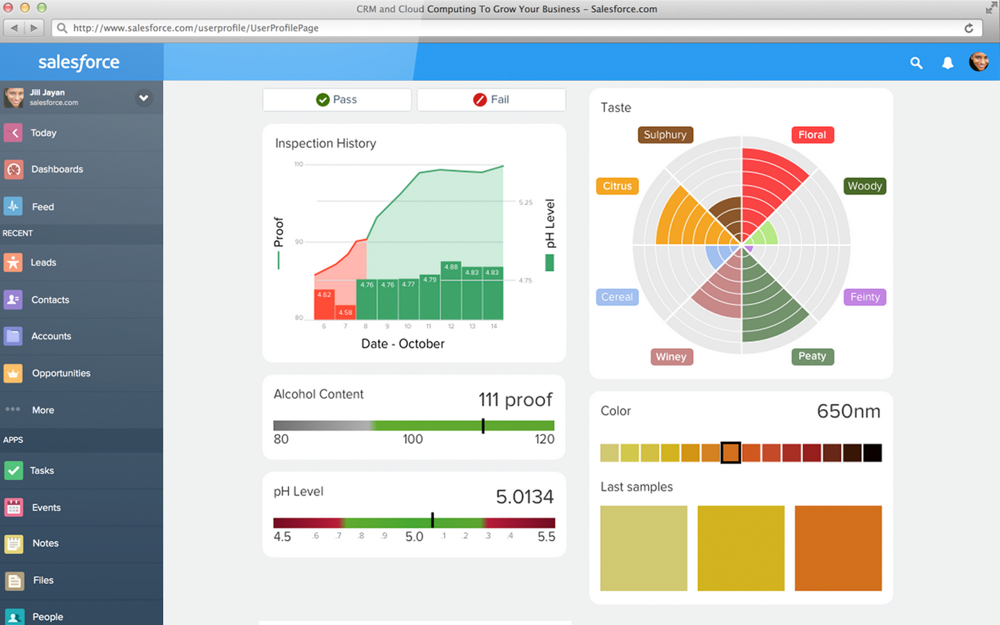 CRM and Cloud Computing To Grow Your Business – Salesforce.com
http://www.salesforce.com/userprofile/UserProfilePage
salesforce
Jill Jayan
salesforce.com
Today
Dashboards
Feed
RECENT
Leads
Contacts
Accounts
Opportunities
More
APPS
Tasks
Events
Notes
Files
People
Pass
Fail
Inspection History
110
90
80
Proof
5.25
4.75
pH Level
4.62
4.58
4.76
4.76
4.77
4.79
4.88
4.83
4.83
6 7 8 9 10 11 12 13 14
Date - October
Alcohol Content
111 proof
80 100 120
pH Level
5.0134
4.5 .6 .7 .8 .9 5.0 .1 .2 .3 .4 5.5
Taste
Sulphury
Floral
Citrus
Woody
Cereal
Feinty
Winey
Peaty
Color
650nm
Last samples